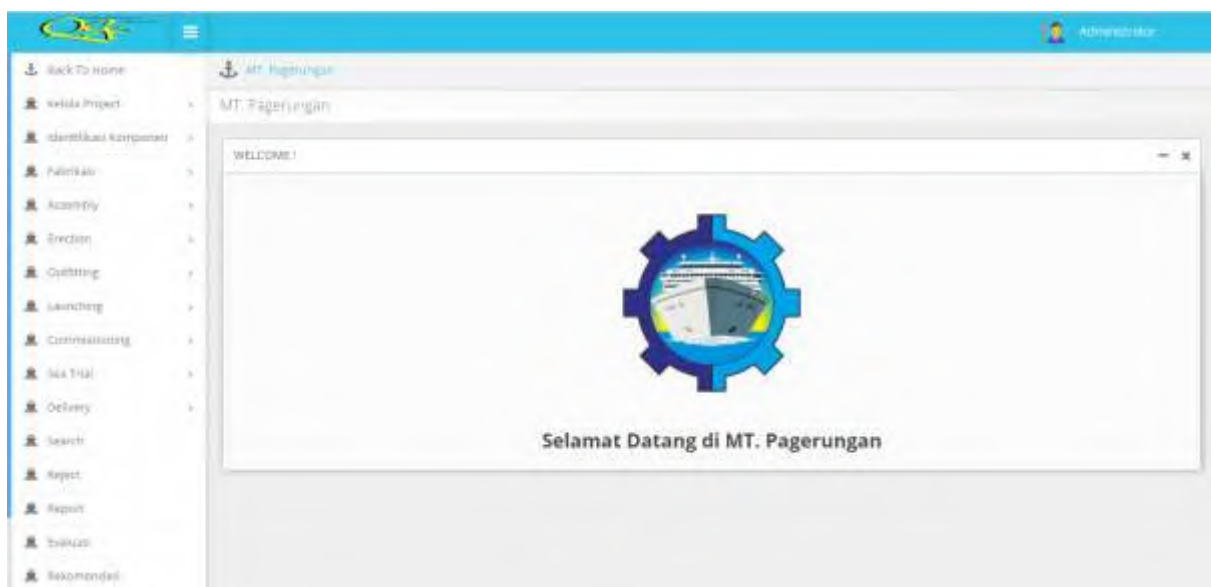 Administrator
Back To Home
MT. Pagerungan
Kelola Project
MT. Pagerungan
Identifikasi Komponen
WELCOME !
Fabrikasi
Assembly
Erection
Outfitting
Launching
Commissioning
Sea Trial
Delivery
Selamat Datang di MT. Pagerungan
Search
Reject
Report
Evaluasi
Rekomendasi